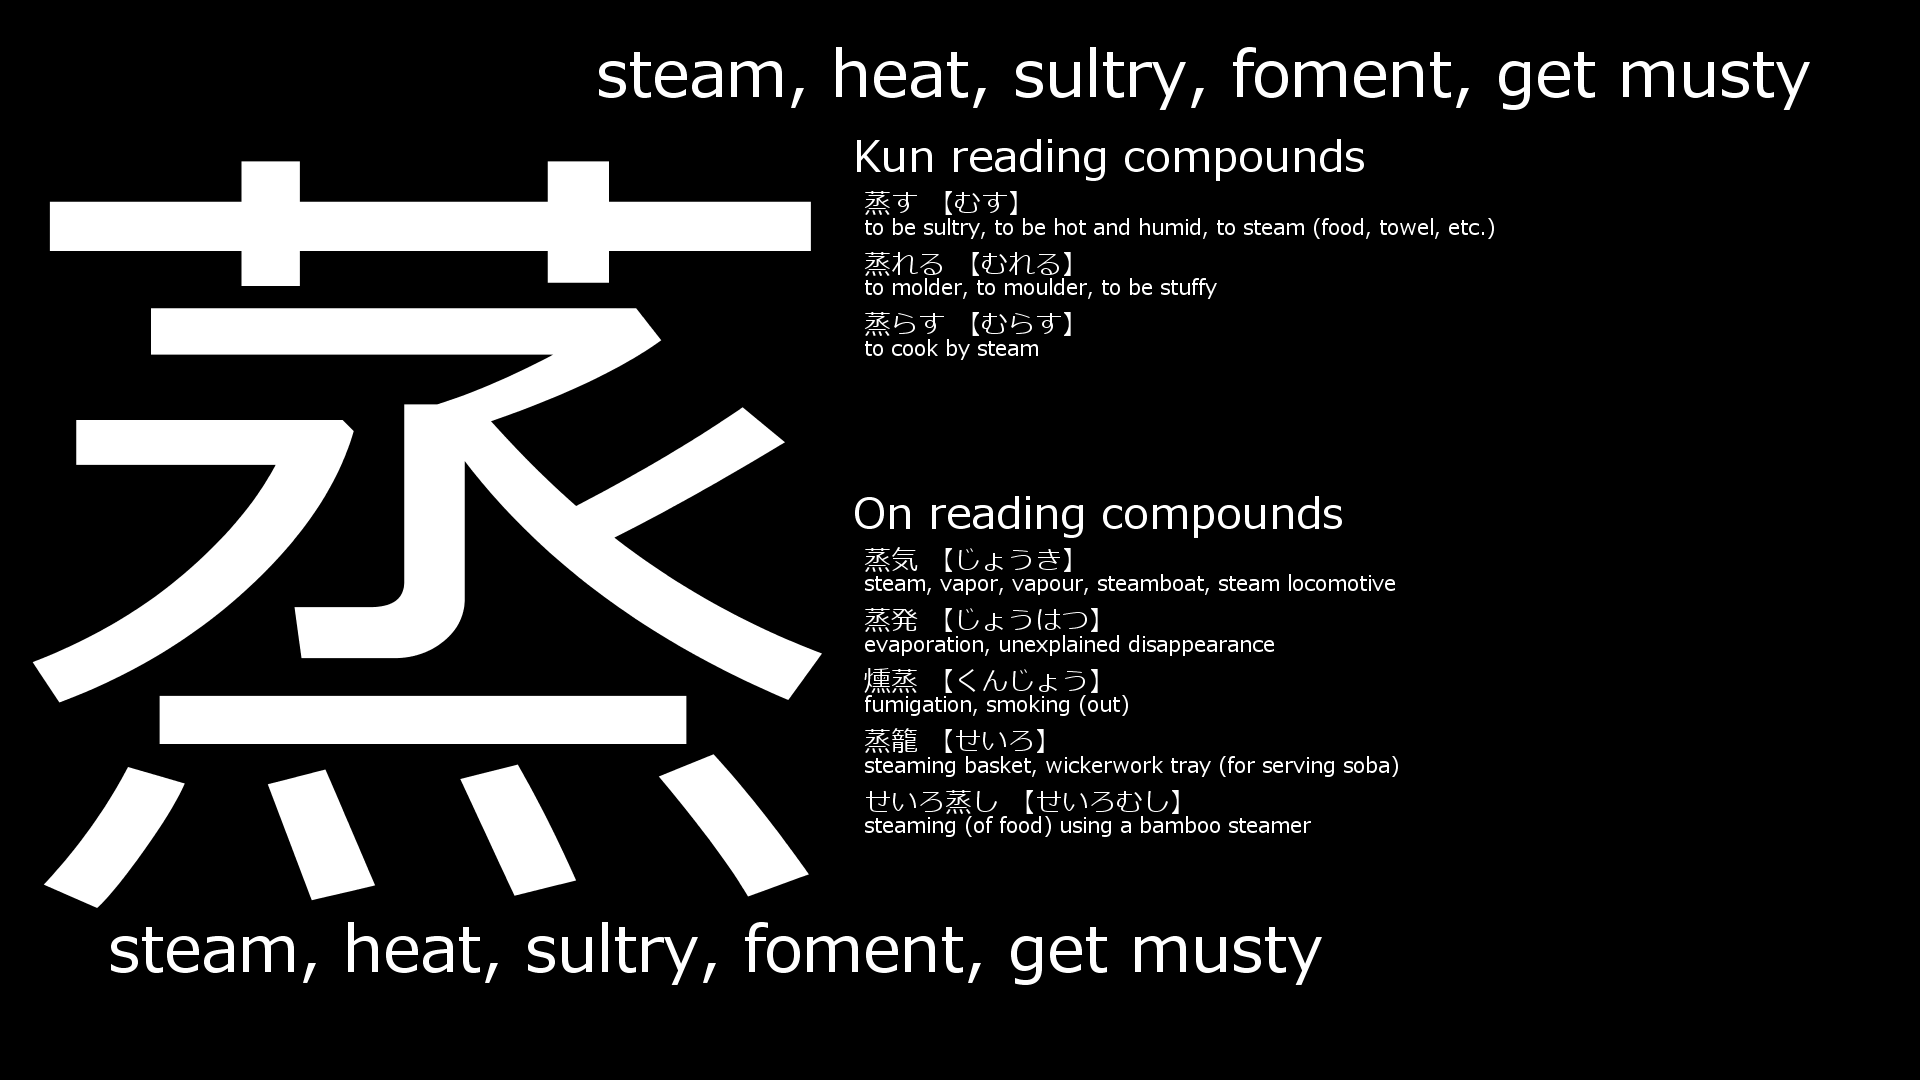 steam, heat, sultry, foment, get musty
蒸
Kun reading compounds
蒸す 【むす】
to be sultry, to be hot and humid, to steam (food, towel, etc.)
蒸れる 【むれる】
to molder, to moulder, to be stuffy
蒸らす 【むらす】
to cook by steam
On reading compounds
蒸気 【じょうき】
steam, vapor, vapour, steamboat, steam locomotive
蒸発 【じょうはつ】
evaporation, unexplained disappearance
燻蒸 【くんじょう】
fumigation, smoking (out)
蒸籠 【せいろ】
steaming basket, wickerwork tray (for serving soba)
せいろ蒸し 【せいろむし】
steaming (of food) using a bamboo steamer
steam, heat, sultry, foment, get musty